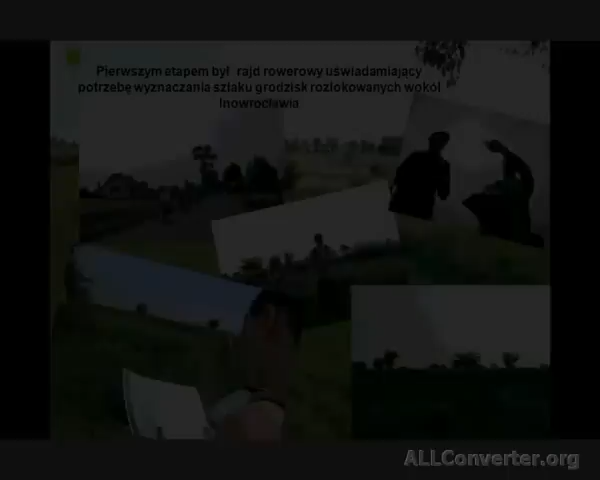 Pierwszym etapem był rajd rowerowy uświadamiający
potrzebę wyznaczania szlaku grodzisk rozlokowanych wokół
Inowrocławia
ALLConverter.org